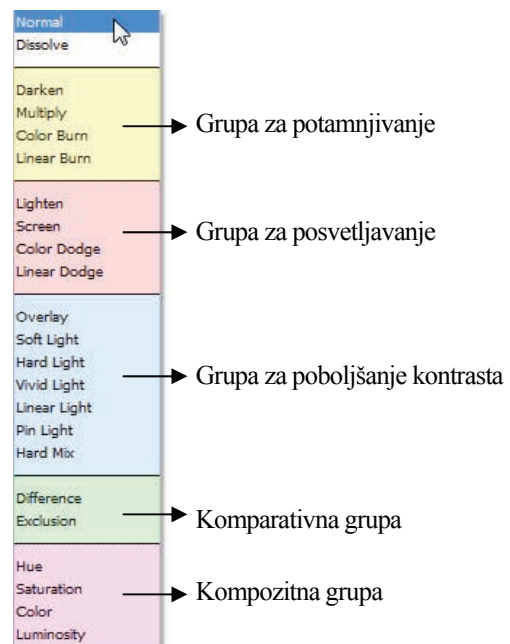 Normal
Dissolve
Darken
Multiply
Color Burn
Linear Burn
Grupa za potamnjivanje
Lighten
Screen
Color Dodge
Linear Dodge
Grupa za posvetljavanje
Overlay
Soft Light
Hard Light
Vivid Light
Linear Light
Pin Light
Hard Mix
Grupa za poboljšanje kontrasta
Difference
Exclusion
Komparativna grupa
Hue
Saturation
Color
Luminosity
Kompozitna grupa